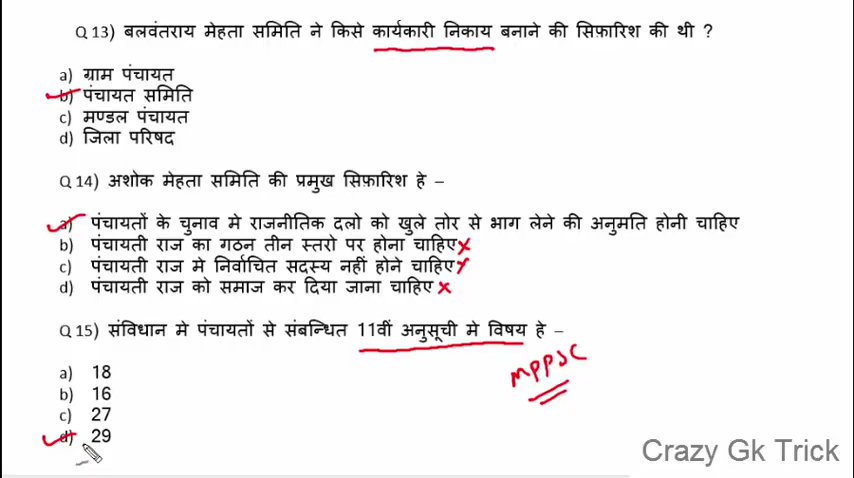 Q 13) बलवंतराय मेहता समिति ने किसे कार्यकारी निकाय बनाने की सिफ़ारिश की थी ?
a) ग्राम पंचायत
b) पंचायत समिति
c) मण्डल पंचायत
d) जिला परिषद
Q 14) अशोक मेहता समिति की प्रमुख सिफ़ारिश हे –
a) पंचायतों के चुनाव मे राजनीतिक दलो को खुले तोर से भाग लेने की अनुमति होनी चाहिए
b) पंचायती राज का गठन तीन स्तरो पर होना चाहिए
c) पंचायती राज मे निर्वाचित सदस्य नहीं होने चाहिए
d) पंचायती राज को समाज कर दिया जाना चाहिए
Q 15) संविधान मे पंचायतों से संबन्धित 11वीं अनुसूची मे विषय हे –
a) 18
MPPSC
b) 16
c) 27
d) 29
Crazy Gk Trick